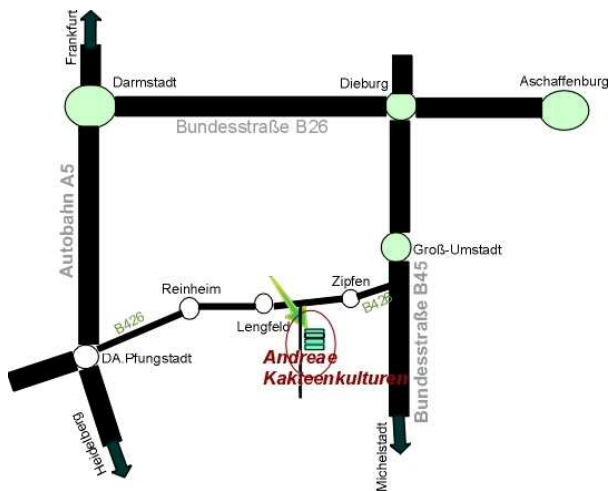 Frankfurt
Darmstadt
Dieburg
Aschaffenburg
Bundesstraße B26
Autobahn A5
Groß-Umstadt
Reinheim
Zipfen
B426
B426
Lengfeld
Bundesstraße B45
DA.Pfungstadt
Andreae
Kakteenkulturen
Heidelberg
Michelstadt